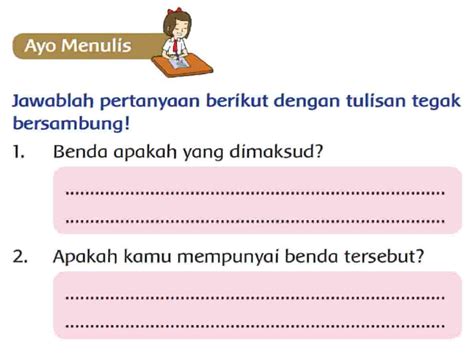 Ayo Menulis
Jawablah pertanyaan berikut dengan tulisan tegak
bersambung!
1. Benda apakah yang dimaksud?
......................................................................
......................................................................
2. Apakah kamu mempunyai benda tersebut?
......................................................................
......................................................................